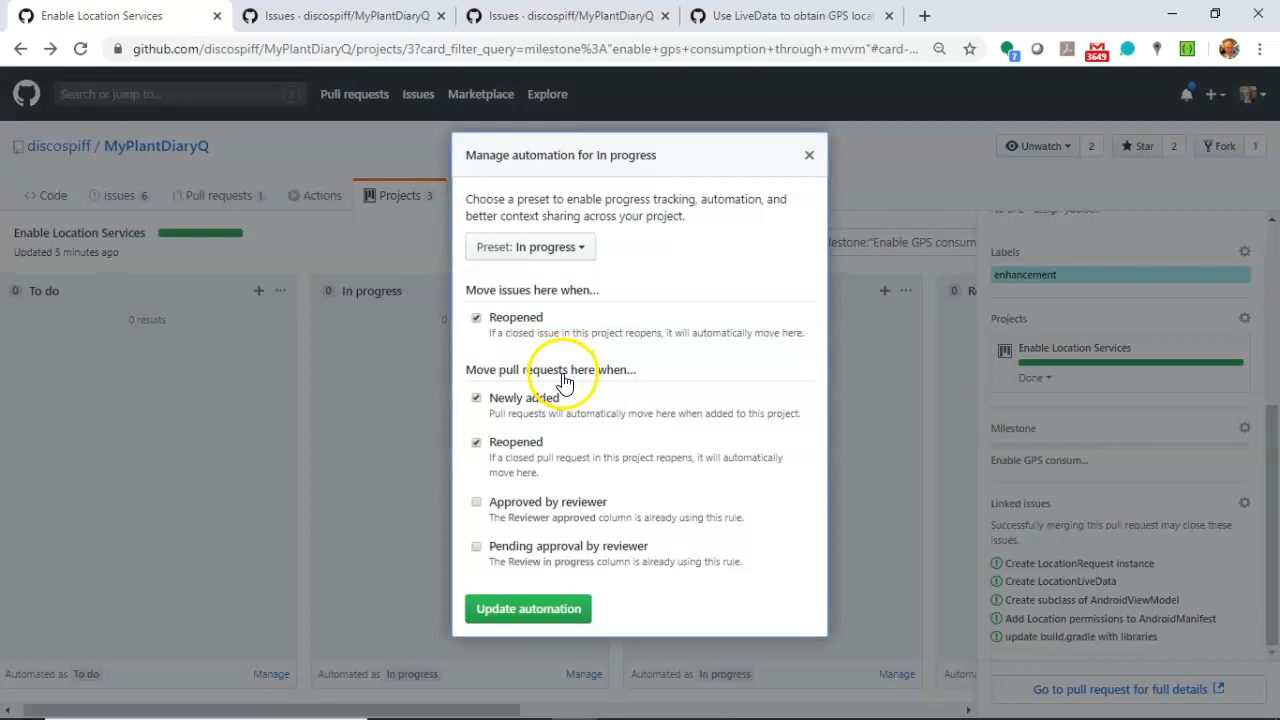 Enable Location Services
Issues · discospiff/MyPlantDiaryQ
Issues · discospiff/MyPlantDiaryQ
Use LiveData to obtain GPS locat
github.com/discospiff/MyPlantDiaryQ/projects/3?card_filter_query=milestone%3A"enable+gps+consumption+through+mvvm"#card-...
7
3649
Search or jump to...
/
Pull requests
Issues
Marketplace
Explore
discospiff / MyPlantDiaryQ
Unwatch
2
Star
2
Fork
1
Code
Issues 6
Pull requests 1
Actions
Projects 3
Enable Location Services
Updated 5 minutes ago
ilestone:"Enable GPS consum
0 To do
0 results
0 In progress
0
0
Automated as To do
Manage
Automated as In progress
Manage
Automated as In progress
Manage
Manage automation for In progress
Choose a preset to enable progress tracking, automation, and
better context sharing across your project.
Preset: In progress
Move issues here when...
Reopened
If a closed issue in this project reopens, it will automatically move here.
Move pull requests here when...
Newly added
Pull requests will automatically move here when added to this project.
Reopened
If a closed pull request in this project reopens, it will automatically
move here.
Approved by reviewer
The Reviewer approved column is already using this rule.
Pending approval by reviewer
The Review in progress column is already using this rule.
Update automation
Labels
enhancement
Projects
Enable Location Services
Done
Milestone
Enable GPS consum...
Linked issues
Successfully merging this pull request may close these
issues.
Create LocationRequest instance
Create LocationLiveData
Create subclass of AndroidViewModel
Add Location permissions to AndroidManifest
update build.gradle with libraries
Go to pull request for full details